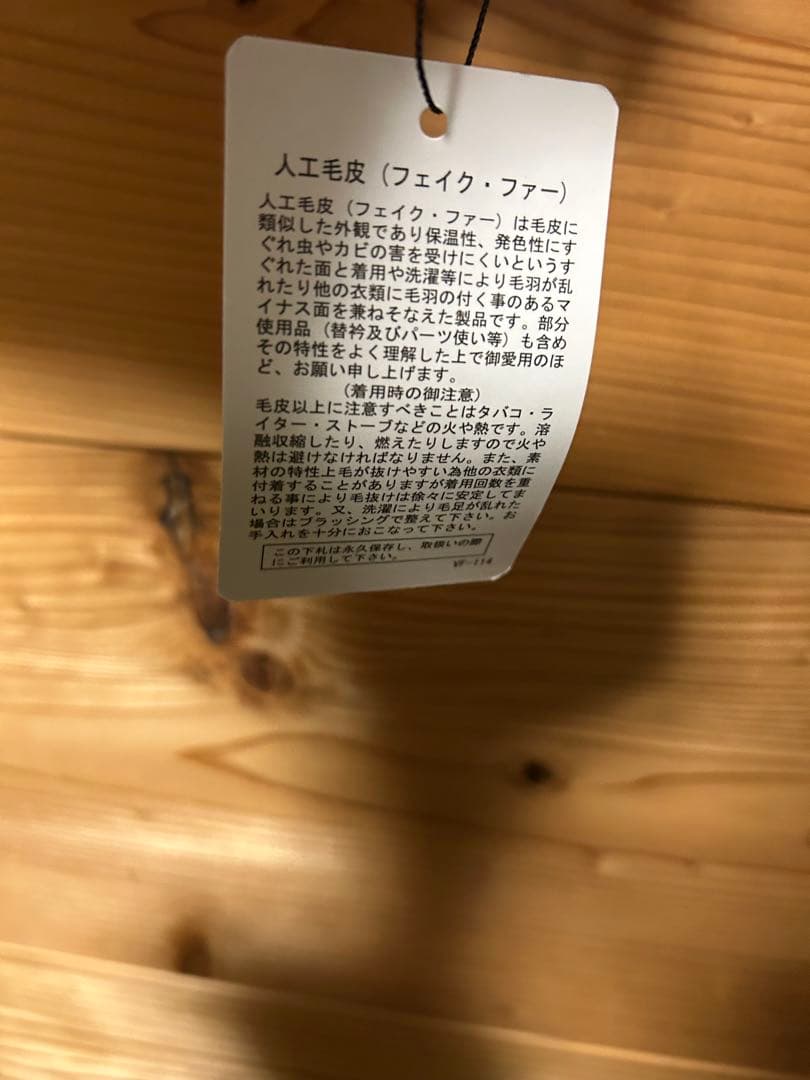 人工毛皮（フェイク・ファー）
人工毛皮（フェイク・ファー）は毛皮に
類似した外観であり保温性、発色性にす
ぐれ虫やカビの害を受けにくいというす
ぐれた面と着用や洗濯等により毛羽が乱
れたり他の衣類に毛羽の付く事のあるマ
イナス面を兼ねそなえた製品です。部分
使用品（替衿及びパーツ使い等）も含め
その特性をよく理解した上で御愛用のほ
ど、お願い申し上げます。
（着用時の御注意）
毛皮以上に注意すべきことはタバコ・ラ
イター・ストーブなどの火や熱です。溶
融収縮したり、燃えたりしますので火や
熱は避けなければなりません。また、素
材の特性上毛が抜けやすい為他の衣類に
付着することがありますが着用回数を重
ねる事により毛抜けは徐々に安定してま
いります。又、洗濯により毛足が乱れた
場合はブラッシングで整えて下さい。お
手入れを十分におこなって下さい。
この下札は永久保存し、取扱いの際
にご利用して下さい。
VF-114